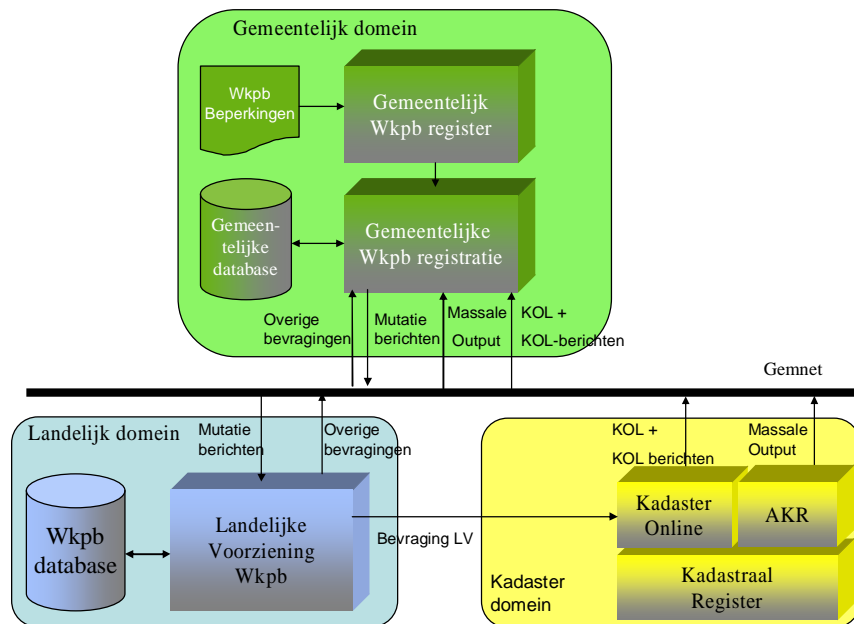 Gemeentelijk domein
Wkpb
Beperkingen
Gemeentelijk
Wkpb register
Gemeen-
telijke
database
Gemeentelijke
Wkpb registratie
Overige
bevragingen
Mutatie
berichten
Massale
Output
KOL +
KOL-berichten
Gemnet
Landelijk domein
Mutatie
berichten
Overige
bevragingen
KOL +
KOL berichten
Massale
Output
Wkpb
database
Landelijke
Voorziening
Wkpb
Bevraging LV
Kadaster
Online
AKR
Kadastraal
Register
Kadaster
domein